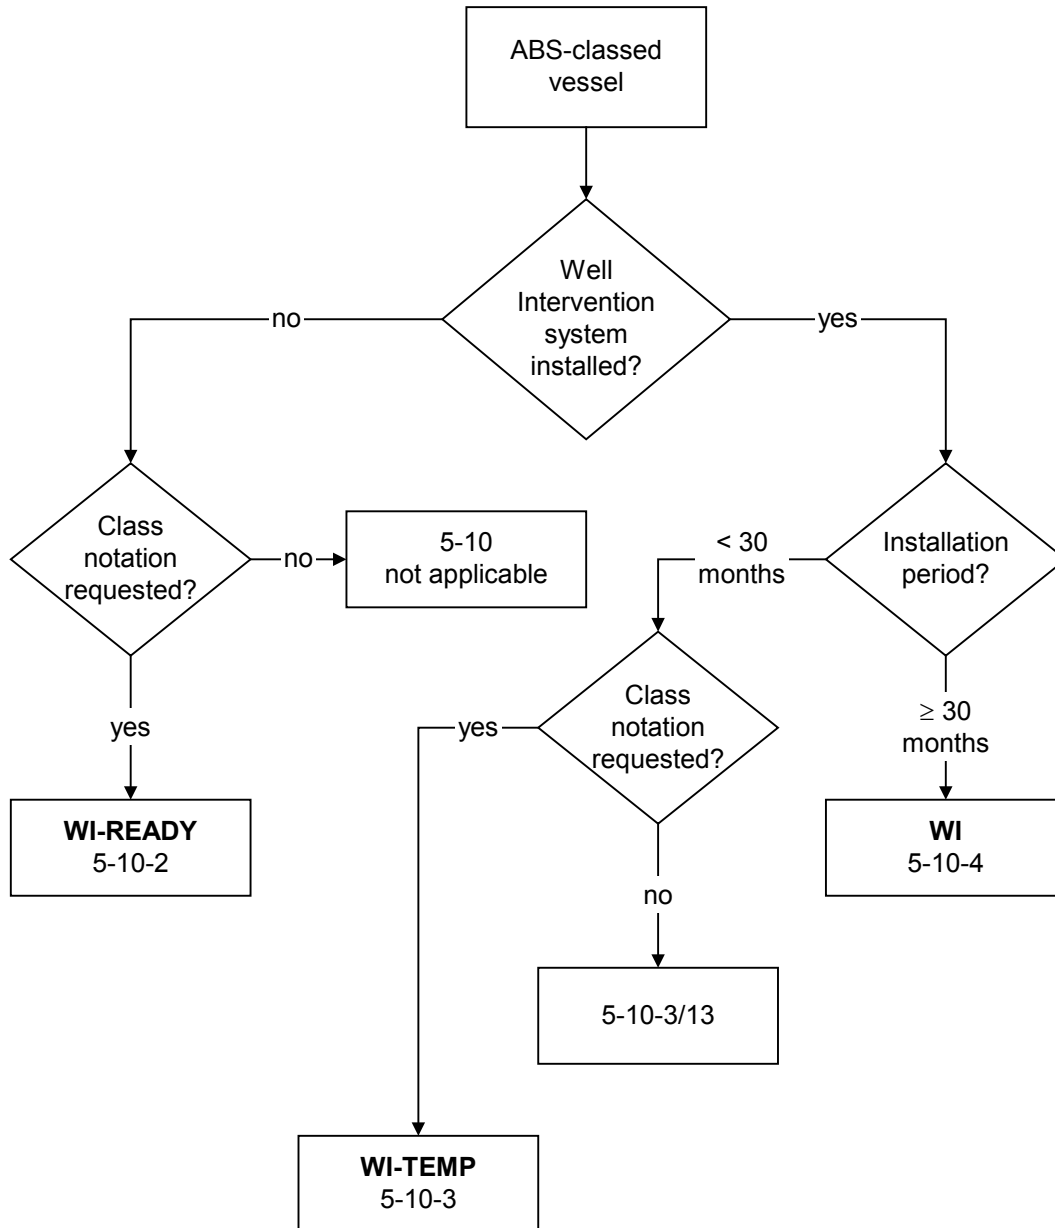 ABS-classed
vessel
Well
Intervention
system
installed?
no
yes
Class
notation
requested?
no
5-10
not applicable
< 30
months
Installation
period?
yes
Class
notation
requested?
yes
≥ 30
months
WI-READY
5-10-2
WI
5-10-4
no
5-10-3/13
WI-TEMP
5-10-3